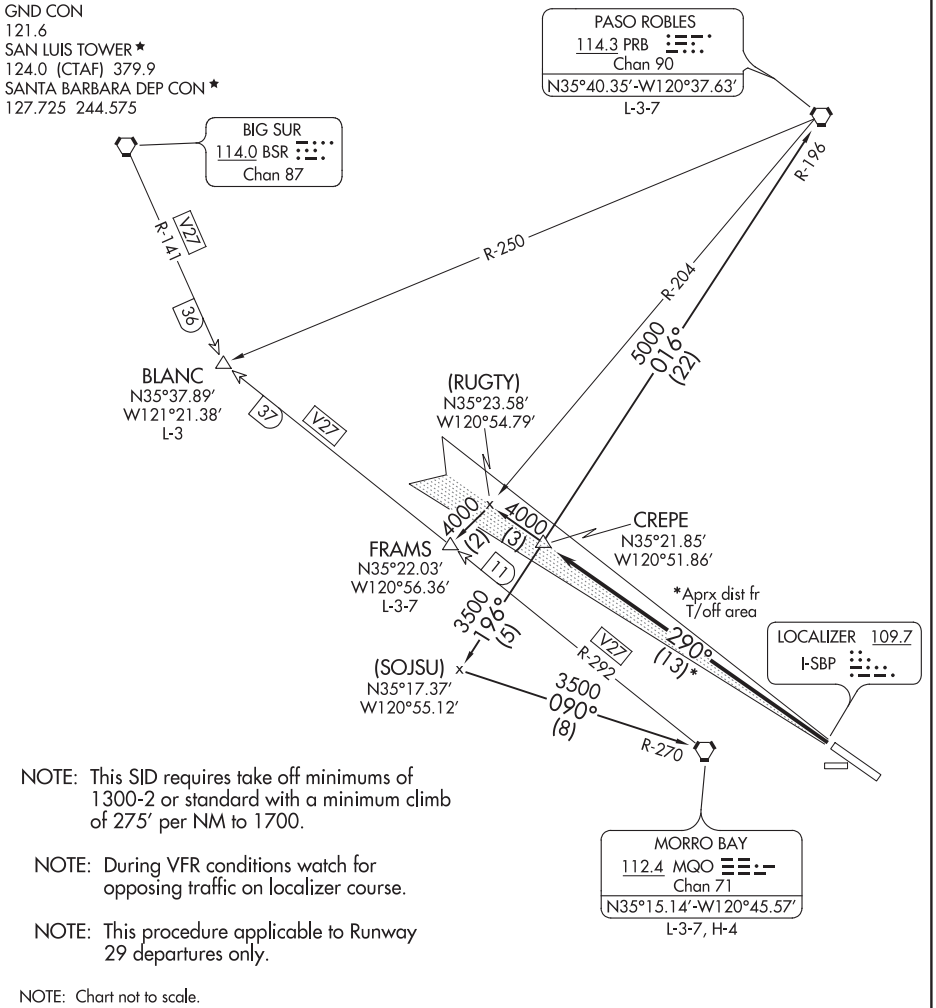 GND CON
121.6
SAN LUIS TOWER★
124.0 (CTAF) 379.9
SANTA BARBARA DEP CON★
127.725 244.575
PASO ROBLES
114.3 PRB
Chan 90
N35°40.35′-W120°37.63′
L-3-7
BIG SUR
114.0 BSR
Chan 87
R-196
R-141
V27
R-250
R-204
36
5000
016°
(22)
BLANC
N35°37.89′
W121°21.38′
L-3
(RUGTY)
N35°23.58′
W120°54.79′
37
V27
4000
(2)
4000
(3)
CREPE
N35°21.85′
W120°51.86′
FRAMS
N35°22.03′
W120°56.36′
L-3-7
11
*Aprx dist fr
T/off area
3500
196°
(5)
290°
(13)*
V27
R-292
LOCALIZER 109.7
I-SBP
(SOJSU)
N35°17.37′
W120°55.12′
3500
090°
(8)
R-270
NOTE: This SID requires take off minimums of
1300-2 or standard with a minimum climb
of 275′ per NM to 1700.
MORRO BAY
112.4 MQO
Chan 71
N35°15.14′-W120°45.57′
L-3-7, H-4
NOTE: During VFR conditions watch for
opposing traffic on localizer course.
NOTE: This procedure applicable to Runway
29 departures only.
NOTE: Chart not to scale.